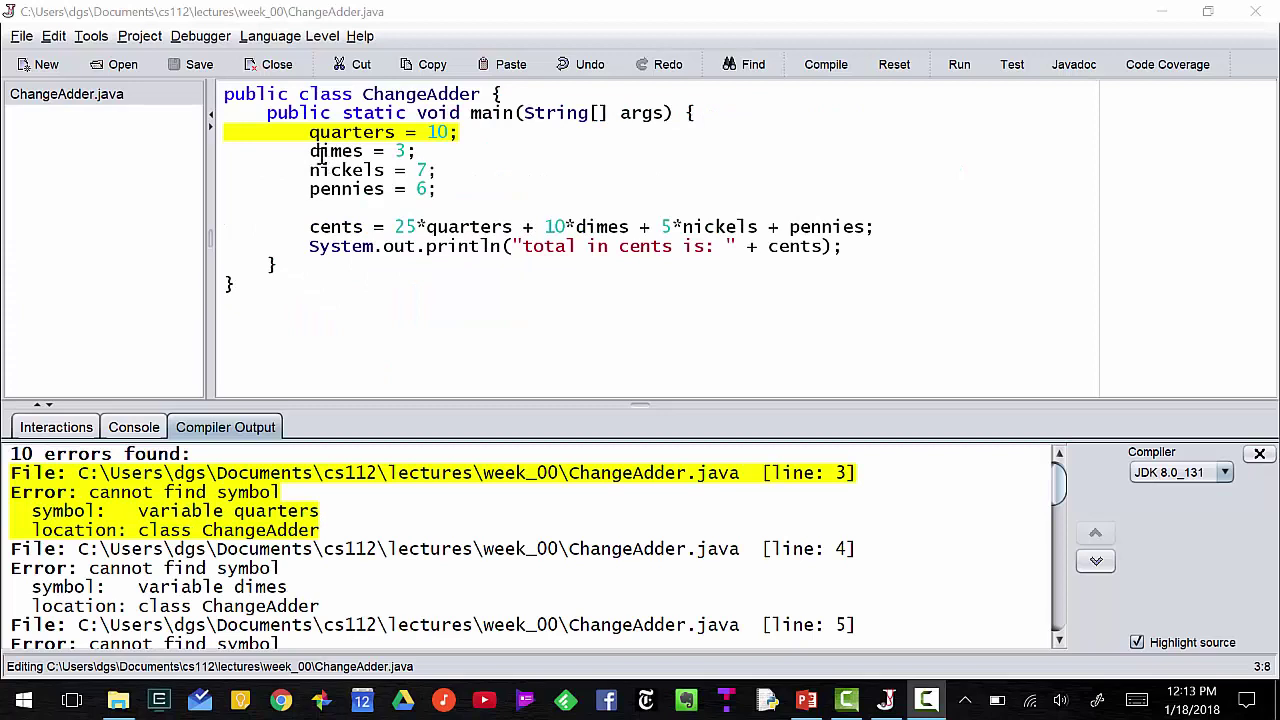 C:\Users\dgs\Documents\cs112\lectures\week_00\ChangeAdder.java
File Edit Tools Project Debugger Language Level Help
New Open Save Close Cut Copy Paste Undo Redo Find Compile Reset Run Test Javadoc Code Coverage
ChangeAdder.java
public class ChangeAdder {
public static void main(String[] args) {
quarters = 10;
dimes = 3;
nickels = 7;
pennies = 6;
cents = 25*quarters + 10*dimes + 5*nickels + pennies;
System.out.println("total in cents is: " + cents);
}
}
Interactions Console Compiler Output
10 errors found:
File: C:\Users\dgs\Documents\cs112\lectures\week_00\ChangeAdder.java [line: 3]
Error: cannot find symbol
symbol: variable quarters
location: class ChangeAdder
File: C:\Users\dgs\Documents\cs112\lectures\week_00\ChangeAdder.java [line: 4]
Error: cannot find symbol
symbol: variable dimes
location: class ChangeAdder
File: C:\Users\dgs\Documents\cs112\lectures\week_00\ChangeAdder.java [line: 5]
Error: cannot find symbol
Compiler
JDK 8.0_131
Highlight source
Editing C:\Users\dgs\Documents\cs112\lectures\week_00\ChangeAdder.java 3:8
12:13 PM
1/18/2018